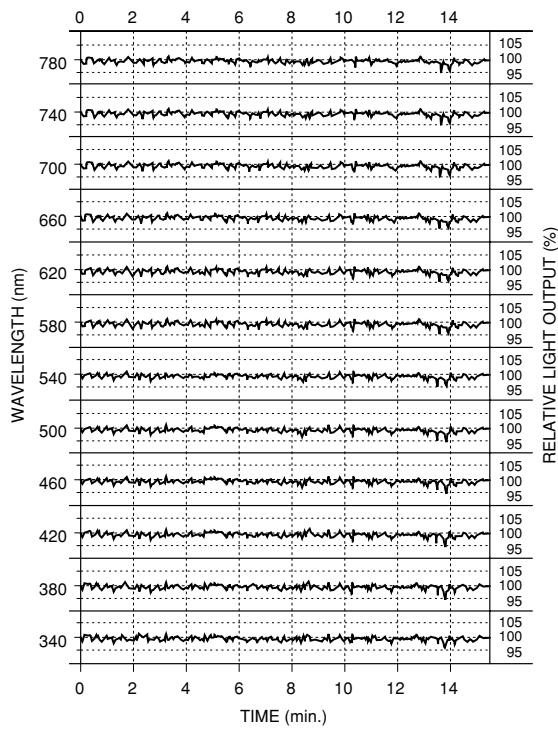 0 2 4 6 8 10 12 14
780 105 100 95
740 105 100 95
700 105 100 95
660 105 100 95
620 105 100 95
580 105 100 95
540 105 100 95
500 105 100 95
460 105 100 95
420 105 100 95
380 105 100 95
340 105 100 95
WAVELENGTH (nm)
RELATIVE LIGHT OUTPUT (%)
0 2 4 6 8 10 12 14
TIME (min.)